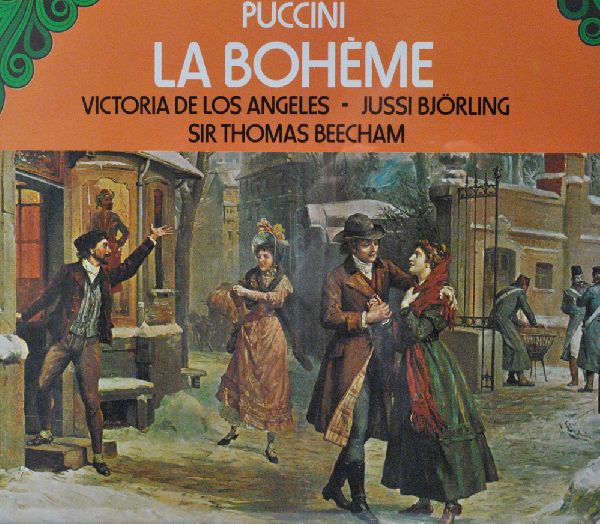 PUCCINI
LA BOHÈME
VICTORIA DE LOS ANGELES - JUSSI BJÖRLING
SIR THOMAS BEECHAM